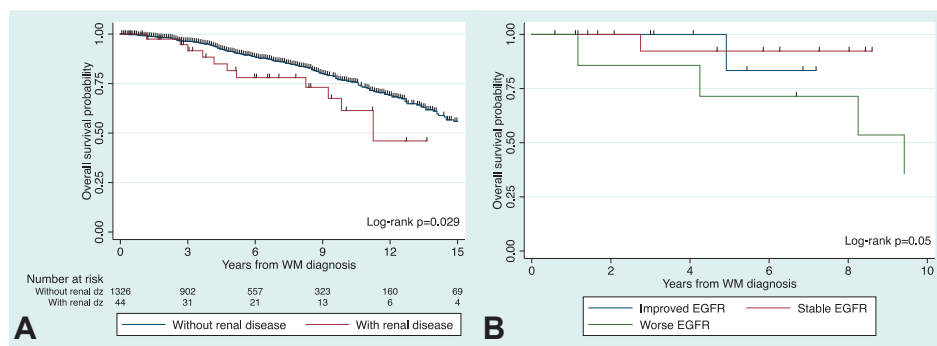 Overall survival probability
1.00
0.75
0.50
0.25
0.00
Log-rank p=0.029
0 3 6 9 12 15
Years from WM diagnosis
Number at risk
Without renal dz 1326 902 557 323 160 69
With renal dz 44 31 21 13 6 4
Without renal disease With renal disease
A
Overall survival probability
1.00
0.75
0.50
0.25
0.00
Log-rank p=0.05
0 2 4 6 8 10
Years from WM diagnosis
Improved EGFR Stable EGFR
Worse EGFR
B